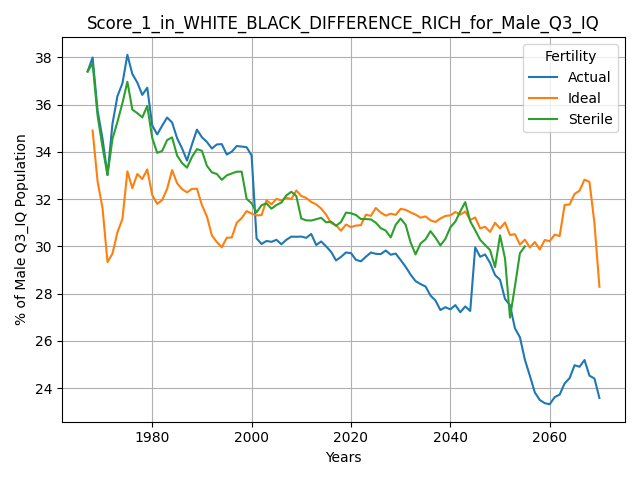 Score_1_in_WHITE_BLACK_DIFFERENCE_RICH_for_Male_Q3_IQ
Fertility
Actual
Ideal
Sterile
% of Male Q3_IQ Population
38
36
34
32
30
28
26
24
1980
2000
2020
2040
2060
Years